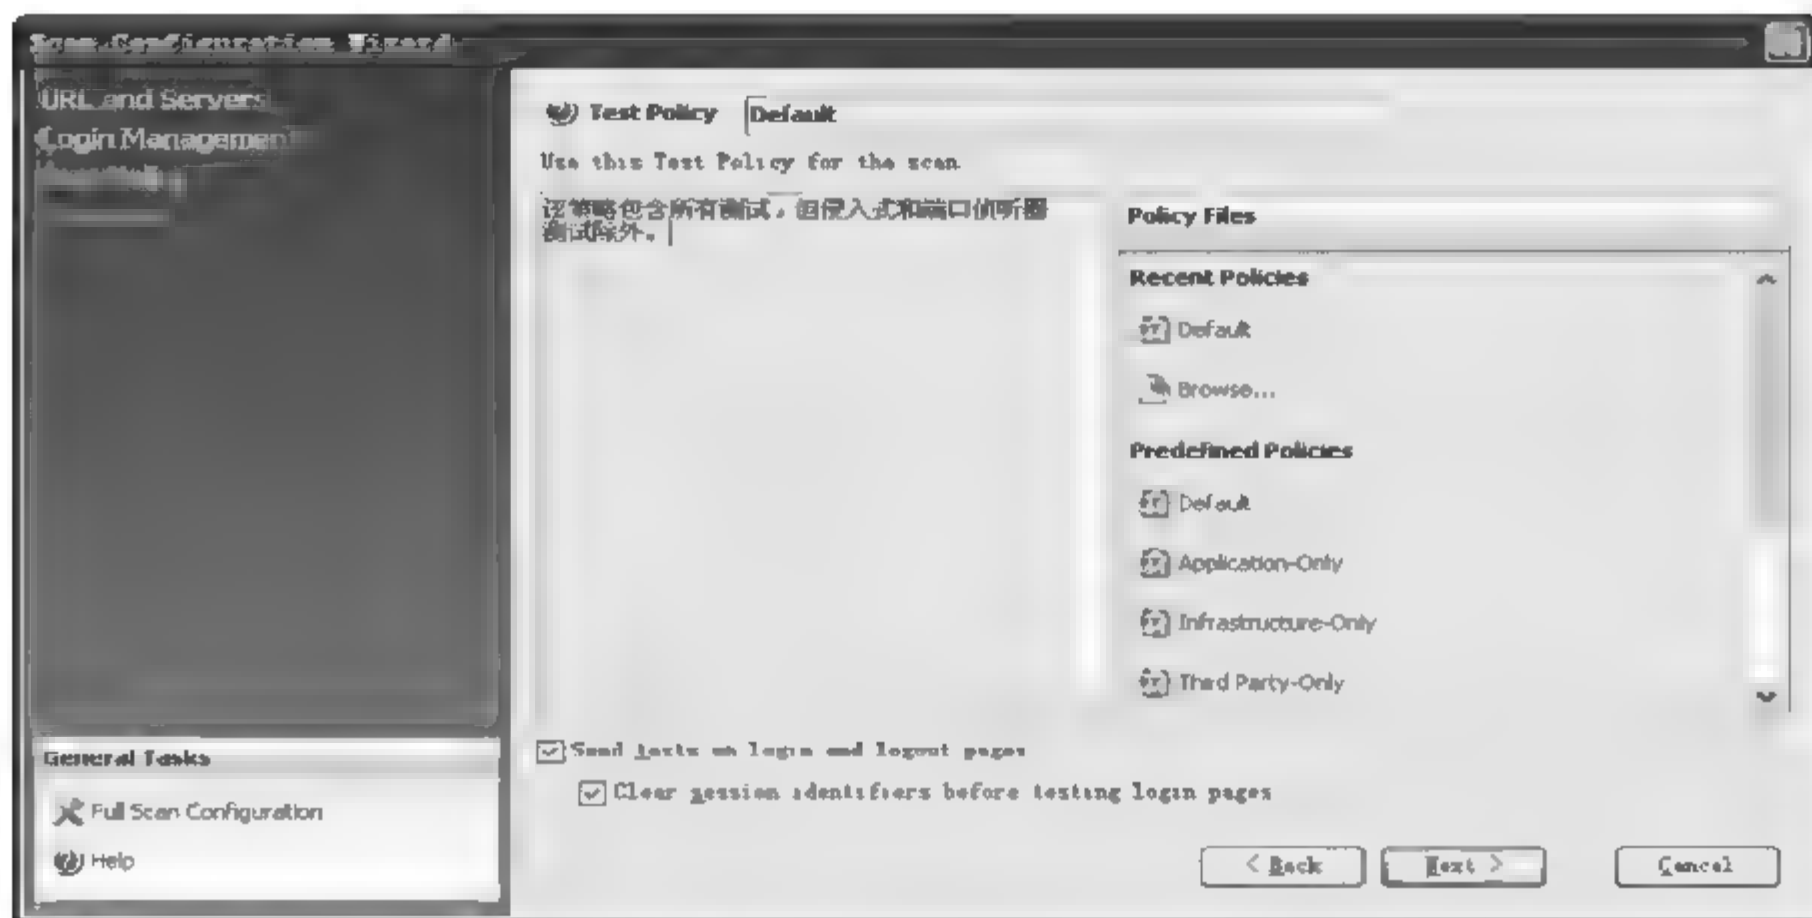 Scan Configuration Wizard
URL and Servers
Login Management
Test Policy
Default
Use this Test Policy for the scan
该策略包含所有测试，但侵入式和端口侦听器
测试除外。
Policy Files
Recent Policies
Default
Browse...
Predefined Policies
Default
Application-Only
Infrastructure-Only
Third Party-Only
Send tests on login and logout pages
Clear session identifiers before testing login pages
General Tasks
Full Scan Configuration
Help
< Back
Next >
Cancel